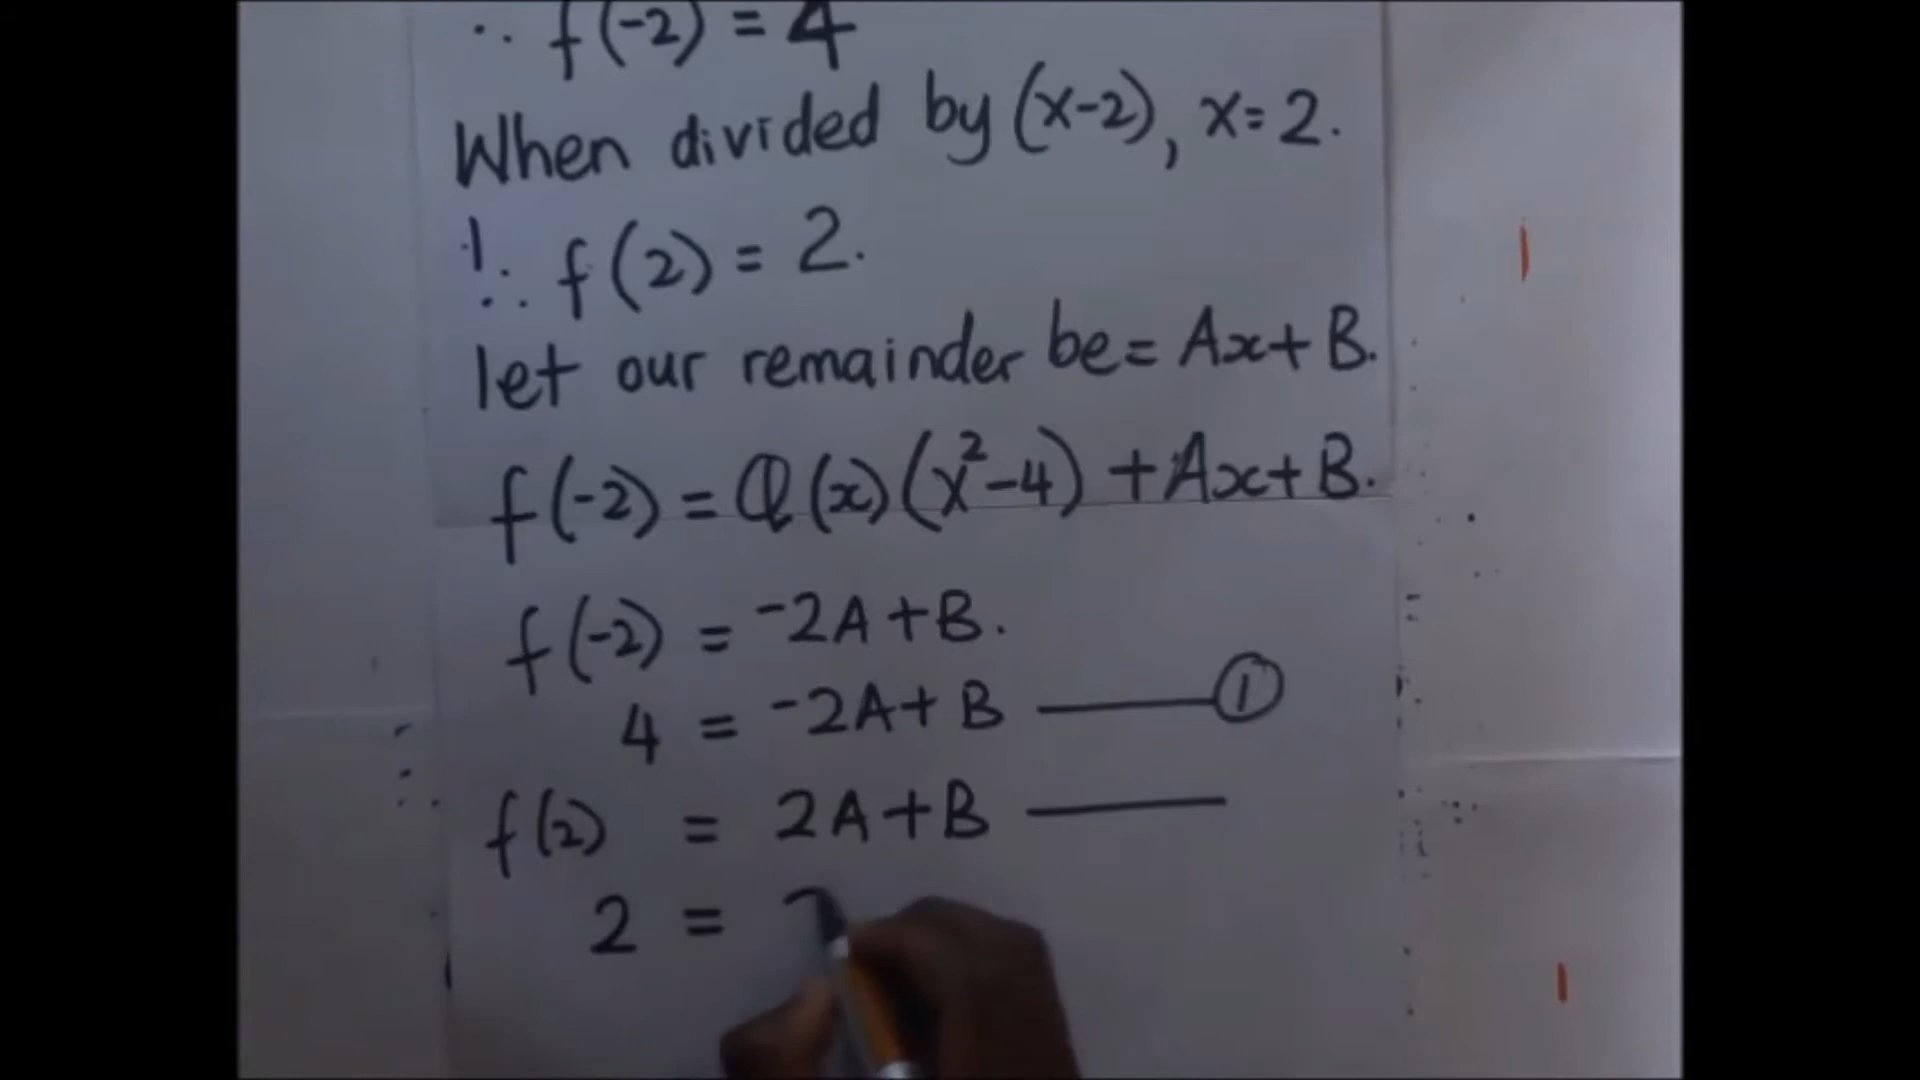 ∴ f(-2) = 4
When divided by (x-2), x = 2.
∴ f(2) = 2.
let our remainder be = Ax + B.
f(-2) = Q(x)(x²-4) + Ax + B.
f(-2) = -2A + B.
4 = -2A + B —— ①
f(2) = 2A + B ——
2 =